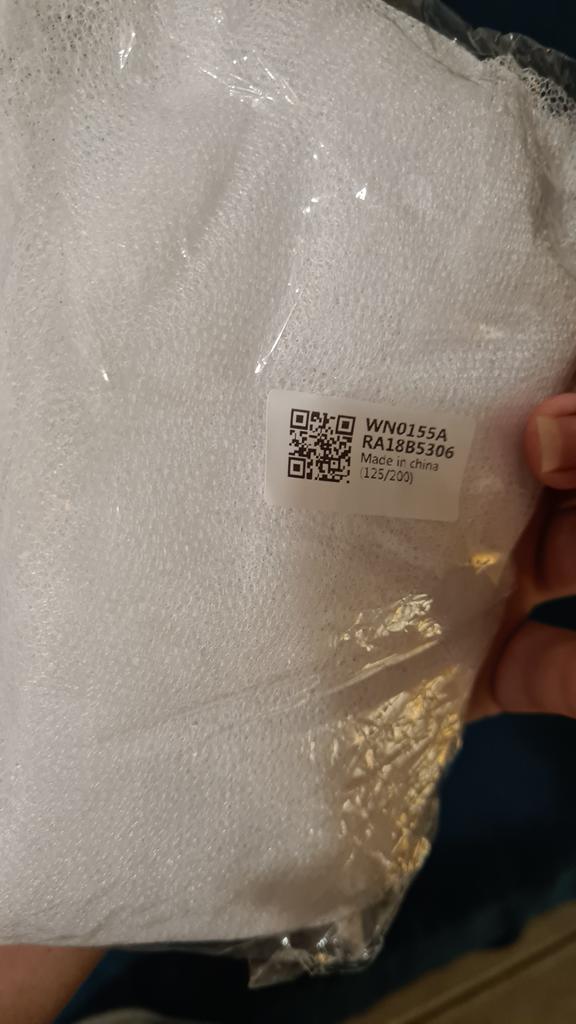 WN0155A
RA18B5306
Made in china
(125/200)